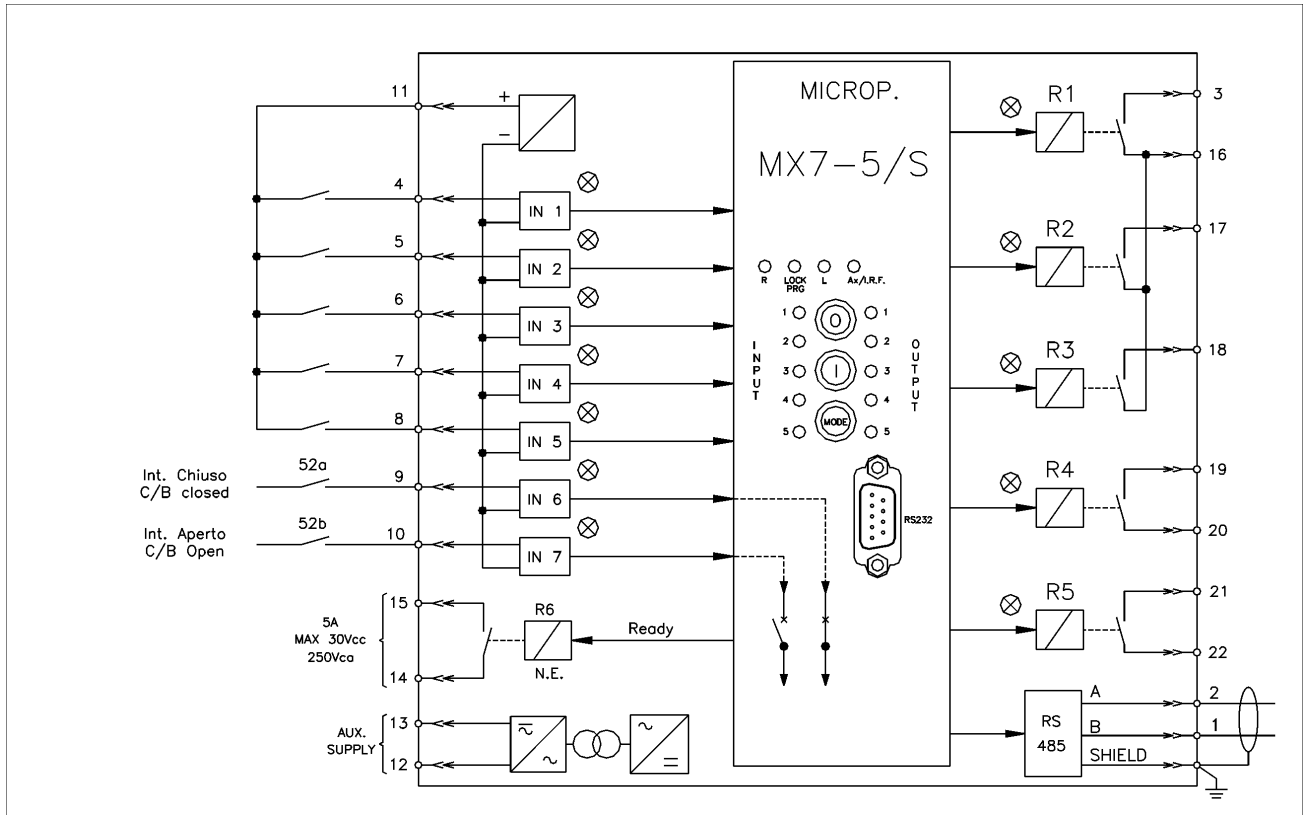 11
+
−
4
IN 1
5
IN 2
6
IN 3
7
IN 4
8
IN 5
Int. Chiuso
C/B closed
52a
9
IN 6
Int. Aperto
C/B Open
52b
10
IN 7
5A
MAX 30Vcc
250Vca
15
14
R6
N.E.
Ready
AUX.
SUPPLY
13
12
MICROP.
MX7-5/S
R
LOCK
PRG
L
Ax/I.R.F.
INPUT
1
2
3
4
5
O
I
MODE
1
2
3
4
5
OUTPUT
RS232
R1
3
16
R2
17
R3
18
R4
19
20
R5
21
22
RS
485
A
2
B
1
SHIELD